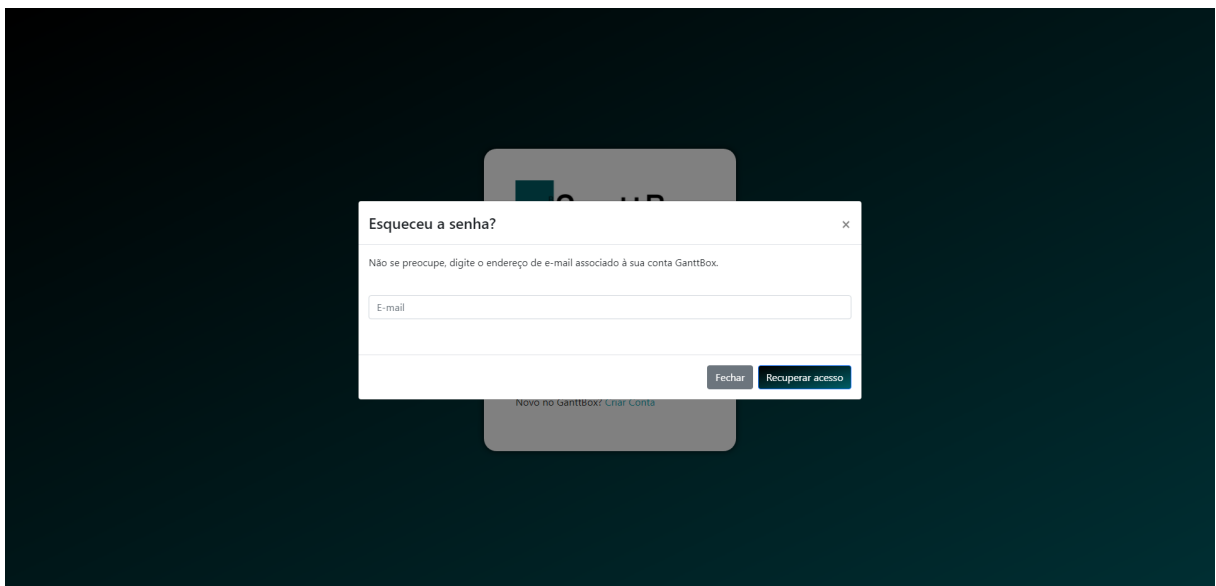 Esqueceu a senha?
×
Não se preocupe, digite o endereço de e-mail associado à sua conta GanttBox.
E-mail
Fechar
Recuperar acesso
Novo no GanttBox? Criar Conta